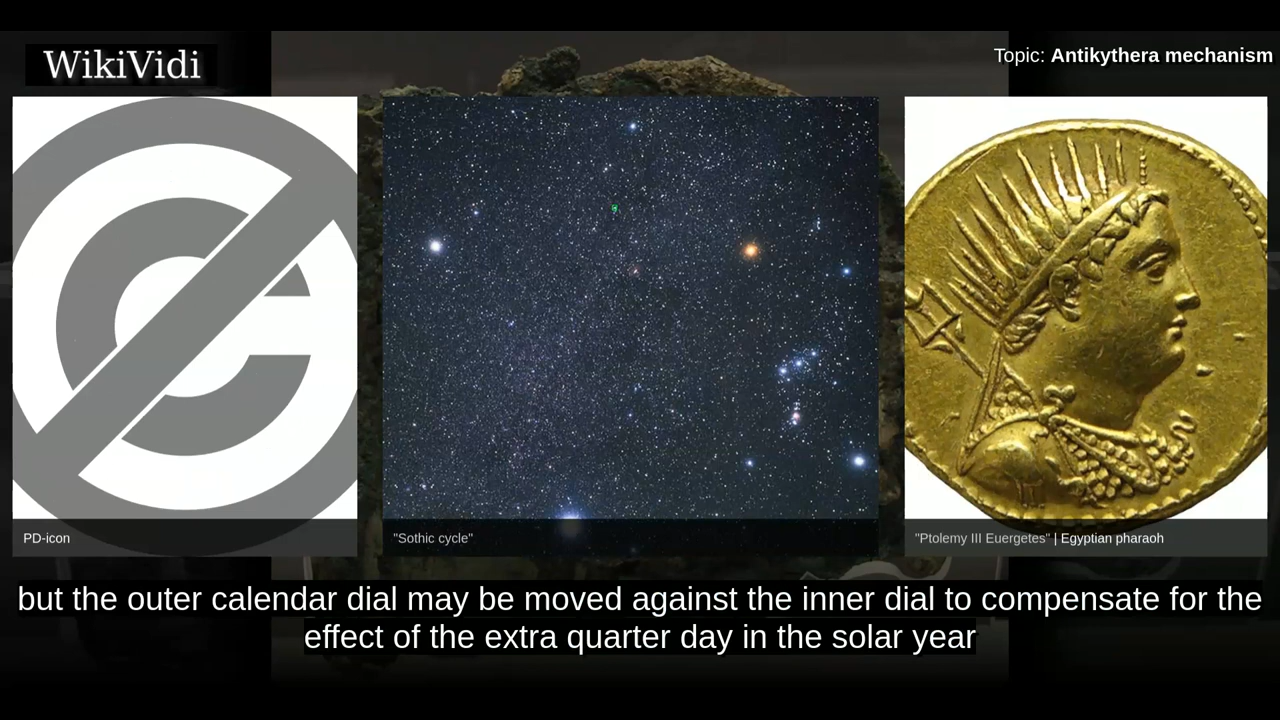 WikiVidi
Topic: Antikythera mechanism
PD-icon
"Sothic cycle"
"Ptolemy III Euergetes" | Egyptian pharaoh
but the outer calendar dial may be moved against the inner dial to compensate for the
effect of the extra quarter day in the solar year